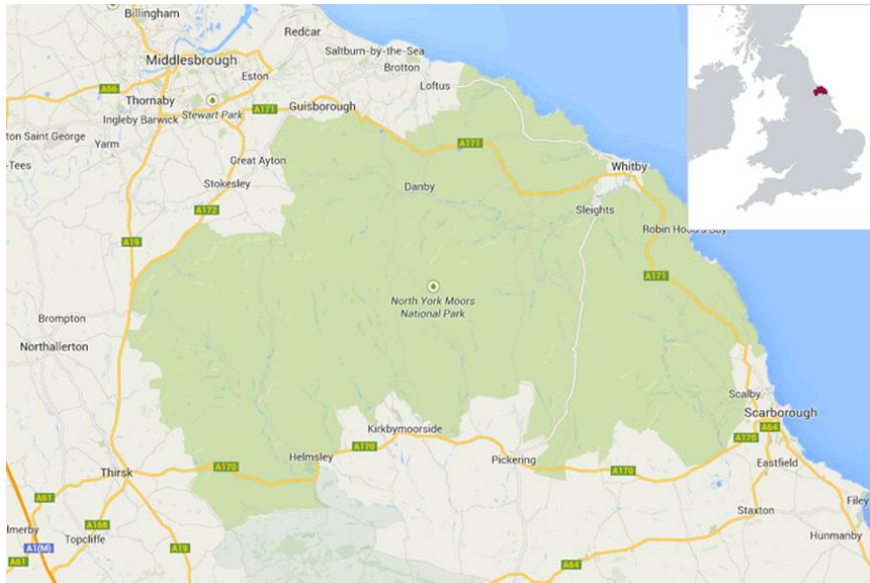 Billingham
Redcar
Saltburn-by-the-Sea
Middlesbrough
Brotton
Eston
Loftus
A66
Thornaby
Stewart Park
A171
Guisborough
Ingleby Barwick
ton Saint George
Yarm
-Tees
A171
Great Ayton
Whitby
Stokesley
Danby
Sleights
A172
Robin Hood's Bay
A19
A171
North York Moors
National Park
Brompton
Northallerton
Scalby
Scarborough
Kirkbymoorside
A64
A170
A170
Helmsley
Pickering
Eastfield
Thirsk
A170
A170
A61
Filey
Staxton
lmerby
A168
Topcliffe
Hunmanby
A1(M)
A19
A61
A64